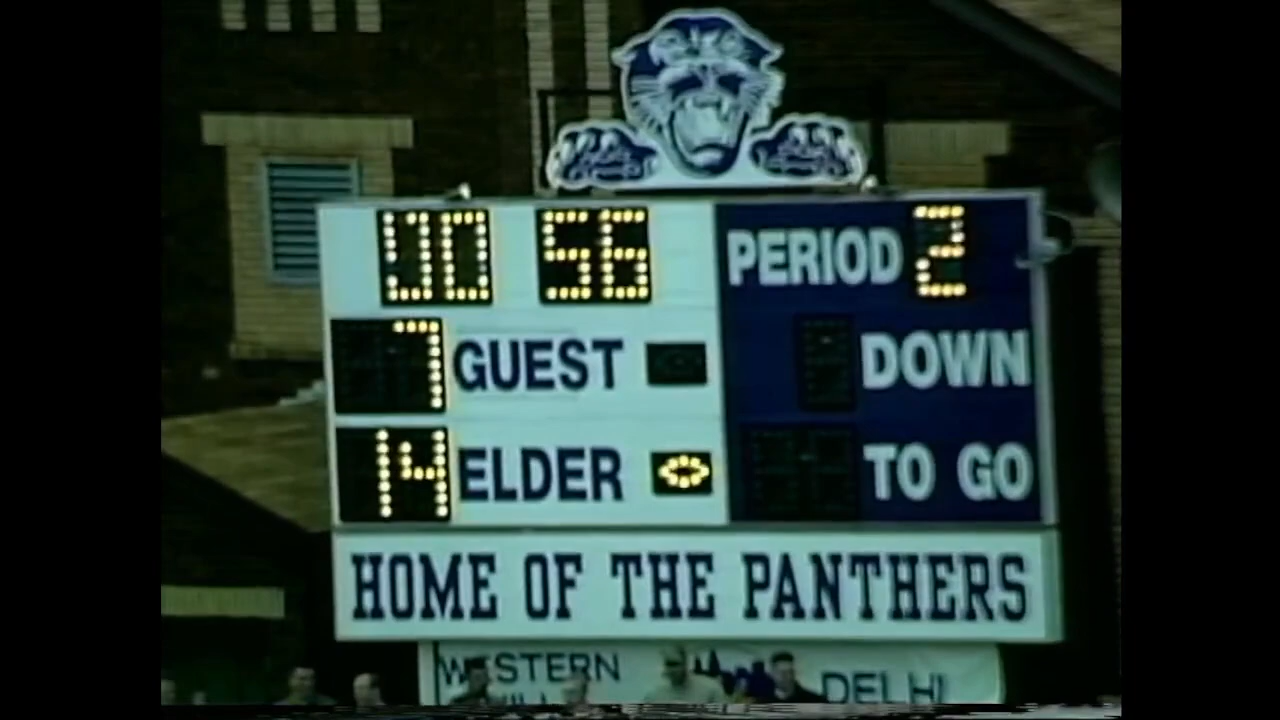 00 56
PERIOD 2
7 GUEST
DOWN
14 ELDER
TO GO
HOME OF THE PANTHERS
WESTERN
DELHI